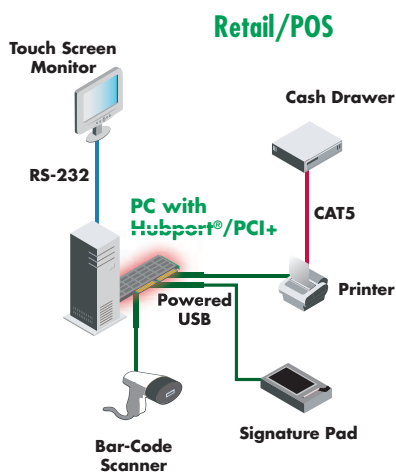 Retail/POS
Touch Screen
Monitor
Cash Drawer
RS-232
PC with
Hubport®/PCI+
CAT5
Powered
USB
Printer
Bar-Code
Scanner
Signature Pad